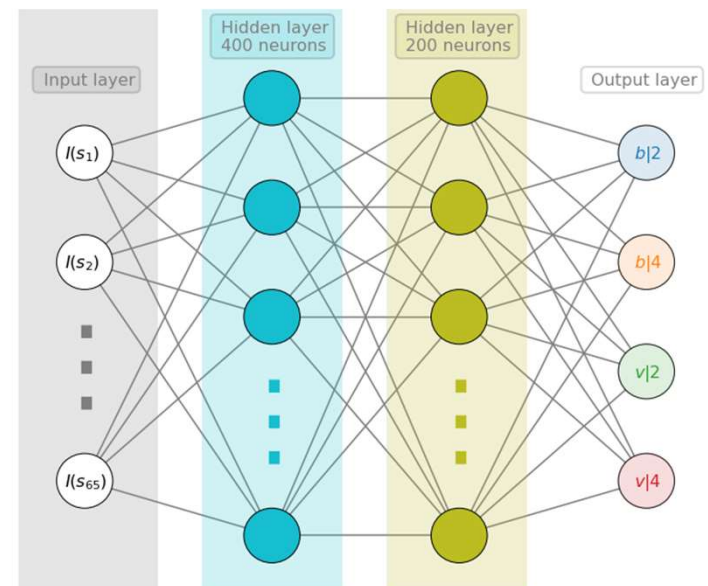 Hidden layer
400 neurons
Hidden layer
200 neurons
Input layer
Output layer
I(s₁)
b|2
I(s₂)
b|4
v|2
I(s₆₅)
v|4